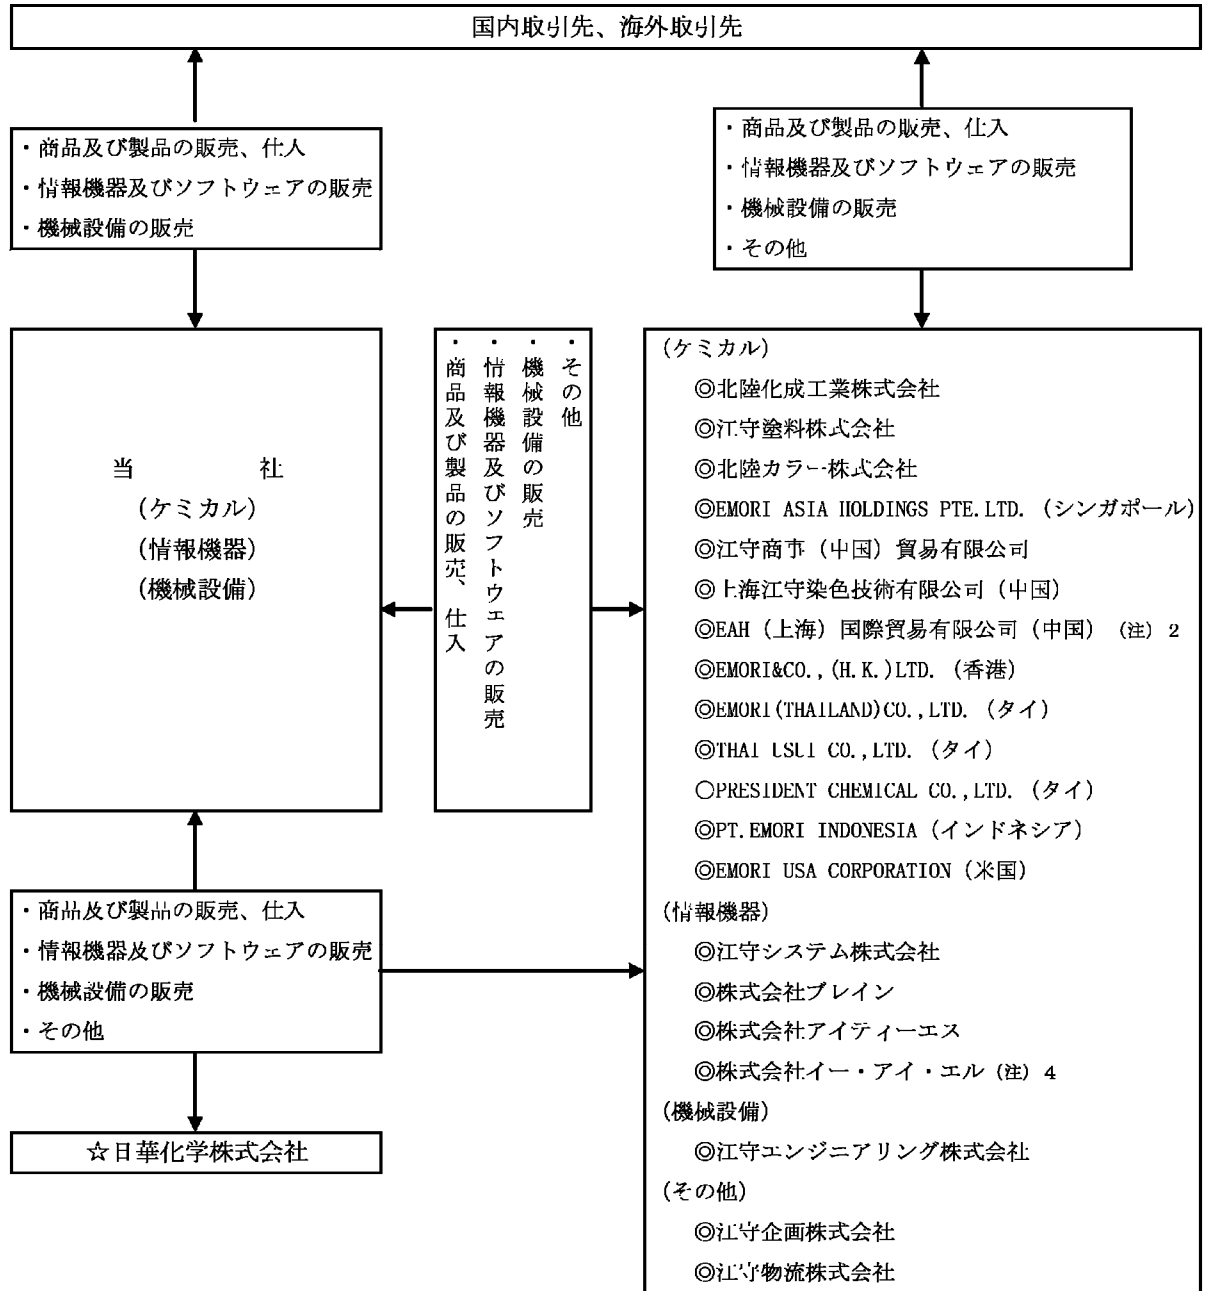 国内取引先、海外取引先
・商品及び製品の販売、仕入
・情報機器及びソフトウェアの販売
・機械設備の販売
・商品及び製品の販売、仕入
・情報機器及びソフトウェアの販売
・機械設備の販売
・その他
当 社
(ケミカル)
(情報機器)
(機械設備)
・その他
・機械設備の販売
・情報機器及びソフトウエアの販売
・商品及び製品の販売、仕入
(ケミカル)
◎北陸化成工業株式会社
◎江守塗料株式会社
◎北陸カラー株式会社
◎EMORI ASIA HOLDINGS PTE.LTD. (シンガポール)
◎江守商事(中国)貿易有限公司
◎上海江守染色技術有限公司(中国)
◎EAH(上海)国際貿易有限公司(中国) (注) 2
◎EMORI&CO.,(H.K.)LTD. (香港)
◎EMORI(THAILAND)CO.,LTD. (タイ)
◎THAI USUI CO.,LTD. (タイ)
○PRESIDENT CHEMICAL CO.,LTD. (タイ)
◎PT.EMORI INDONESIA (インドネシア)
◎EMORI USA CORPORATION (米国)
(情報機器)
◎江守システム株式会社
◎株式会社ブレイン
◎株式会社アイティーエス
◎株式会社イー・アイ・エル (注) 4
(機械設備)
◎江守エンジニアリング株式会社
(その他)
◎江守企画株式会社
◎江守物流株式会社
・商品及び製品の販売、仕入
・情報機器及びソフトウェアの販売
・機械設備の販売
・その他
☆日華化学株式会社